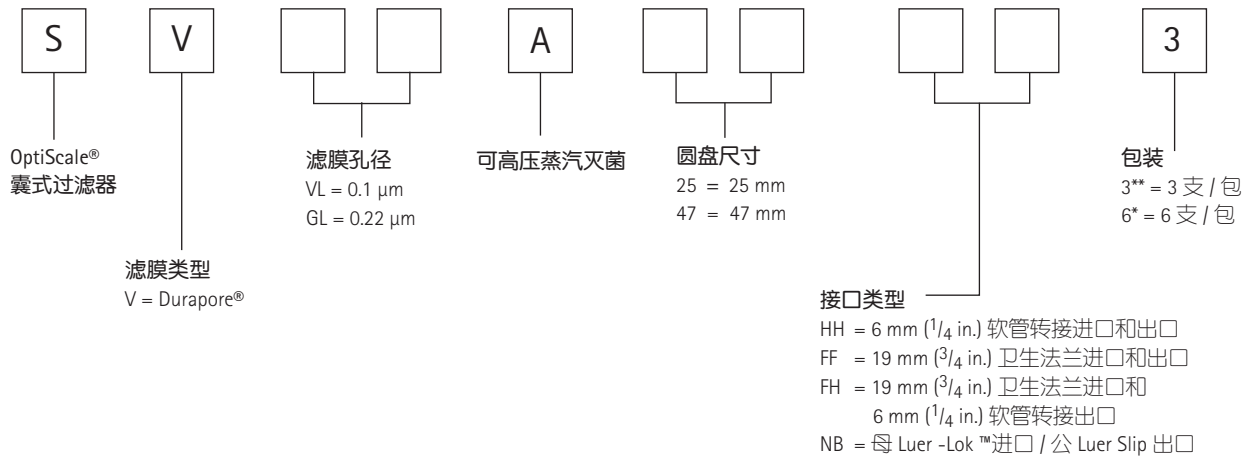 S V A 3
OptiScale®
囊式过滤器
滤膜类型
V = Durapore®
滤膜孔径
VL = 0.1 µm
GL = 0.22 µm
可高压蒸汽灭菌
圆盘尺寸
25 = 25 mm
47 = 47 mm
接口类型
HH = 6 mm (1/4 in.) 软管转接进口和出口
FF = 19 mm (3/4 in.) 卫生法兰进口和出口
FH = 19 mm (3/4 in.) 卫生法兰进口和
6 mm (1/4 in.) 软管转接出口
NB = 母 Luer -Lok ™进口 / 公 Luer Slip 出口
包装
3** = 3 支 / 包
6* = 6 支 / 包